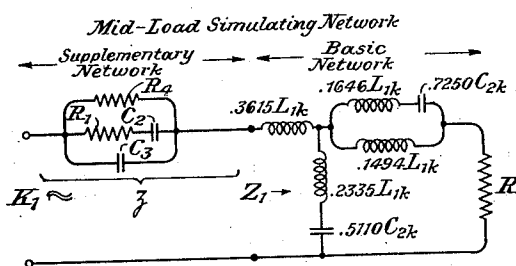 Mid-Load Simulating Network
Supplementary Network
Basic Network
R4
R1
C2
C3
.3615L1k
.1646L1k
.7250C2k
.1494L1k
K1 ≈
z
Z1 →
.2335L1k
.5110C2k
R